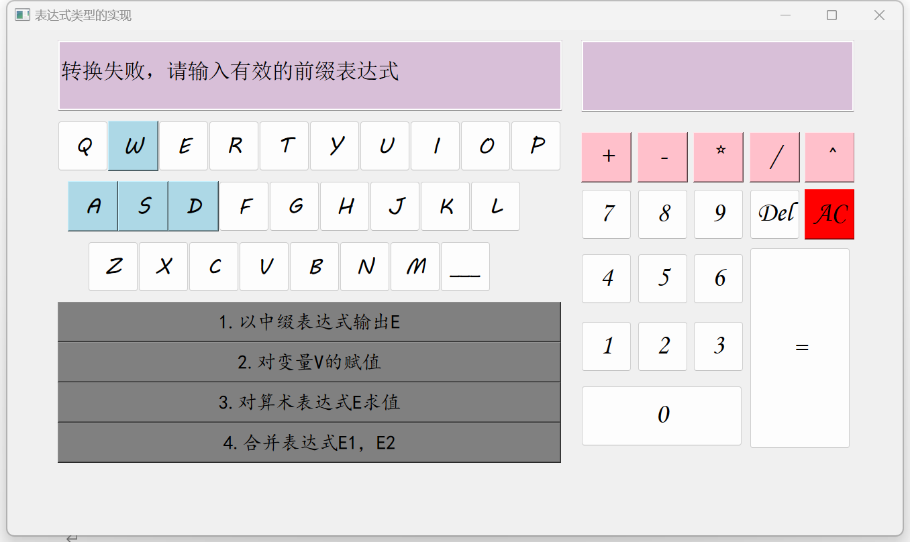 表达式类型的实现
转换失败，请输入有效的前缀表达式
Q W E R T Y U I O P
A S D F G H J K L
Z X C V B N M __
1.以中缀表达式输出E
2.对变量V的赋值
3.对算术表达式E求值
4.合并表达式E1，E2
+ - * / ^
7 8 9 Del AC
4 5 6
1 2 3 =
0